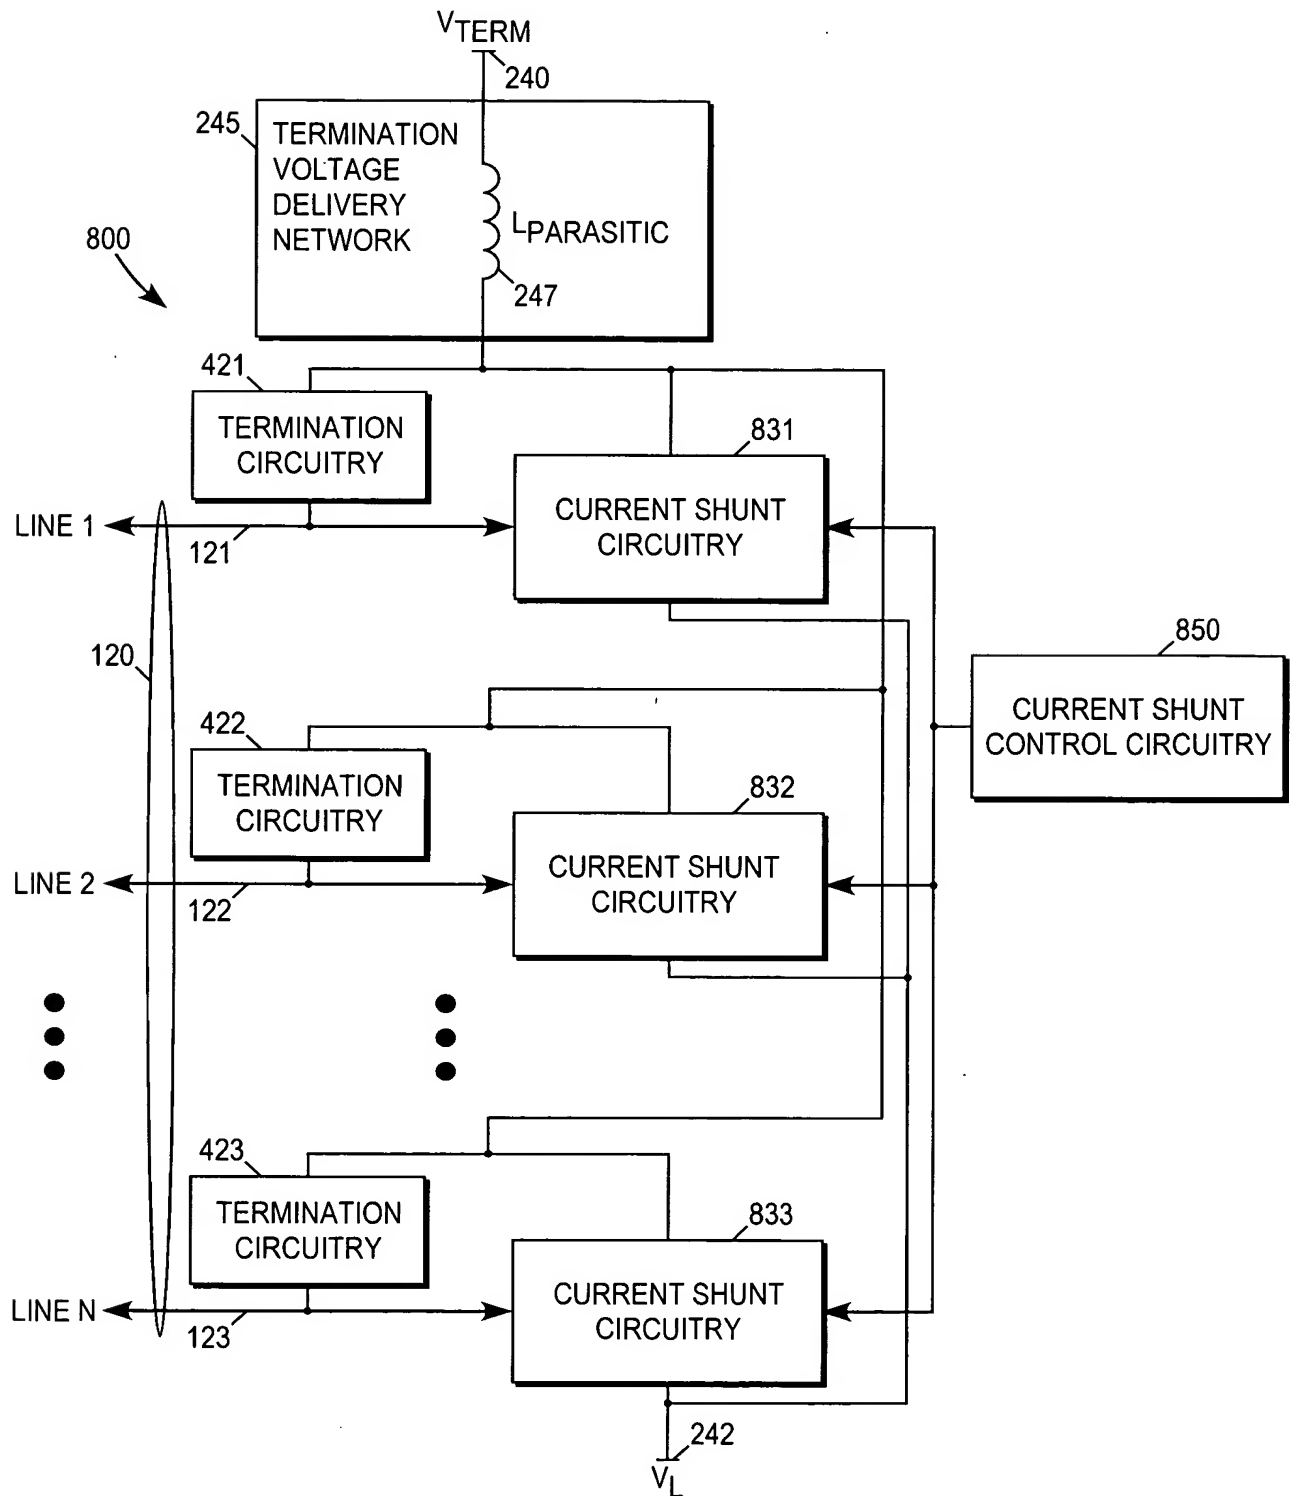 VTERM
240
245
TERMINATION
VOLTAGE
DELIVERY
NETWORK
LPARASITIC
247
800
421
TERMINATION
CIRCUITRY
831
CURRENT SHUNT
CIRCUITRY
LINE 1
121
120
850
CURRENT SHUNT
CONTROL CIRCUITRY
422
TERMINATION
CIRCUITRY
832
CURRENT SHUNT
CIRCUITRY
LINE 2
122
423
TERMINATION
CIRCUITRY
833
CURRENT SHUNT
CIRCUITRY
LINE N
123
242
VL